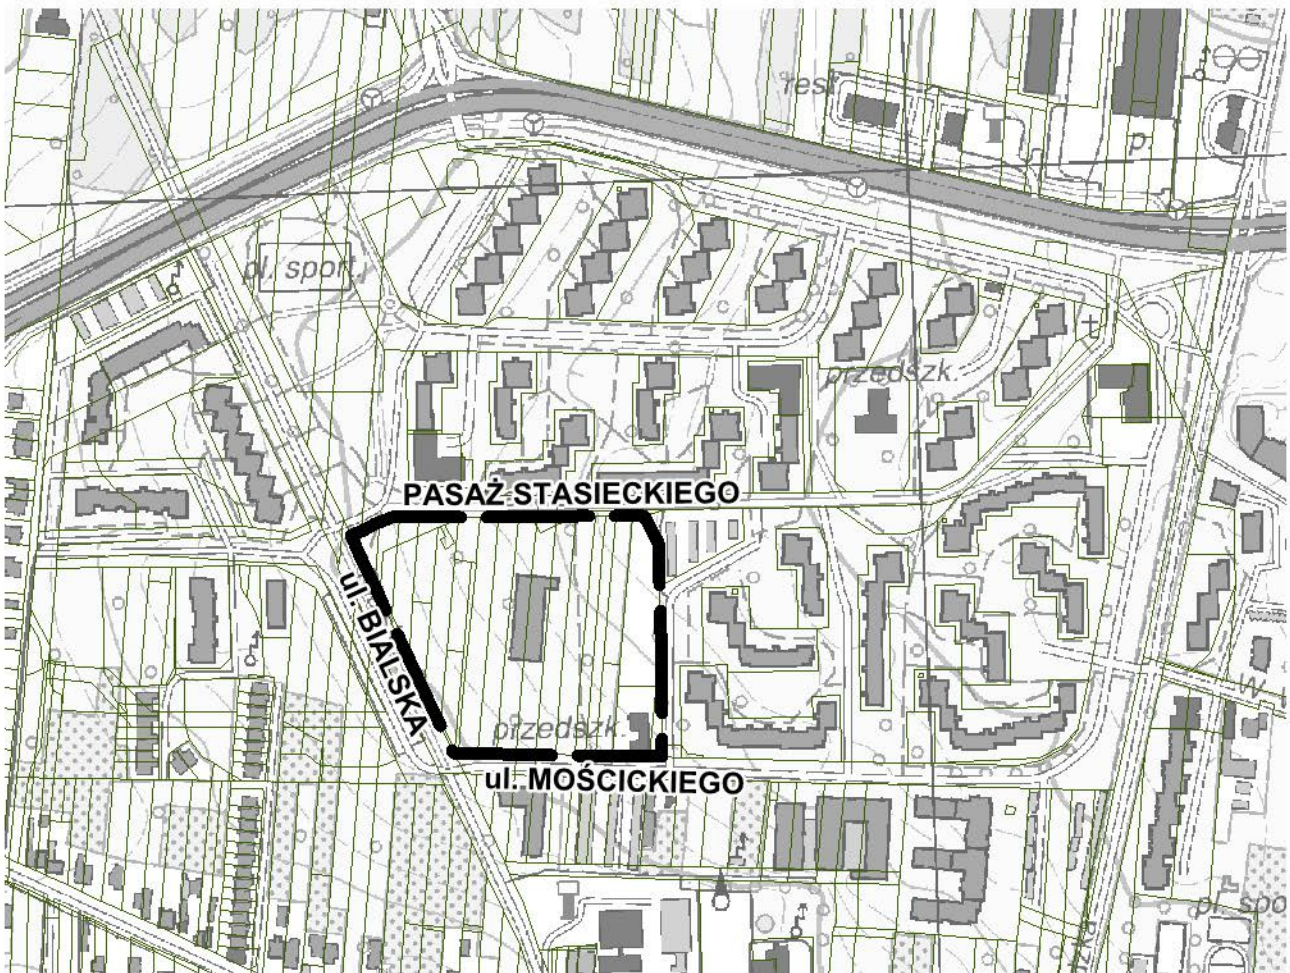 rest
p
pl. sport.
przedszk.
PASAŻ STASIECKIEGO
ul. BIALSKA
przedszk.
ul. MOŚCICKIEGO
pl. spo